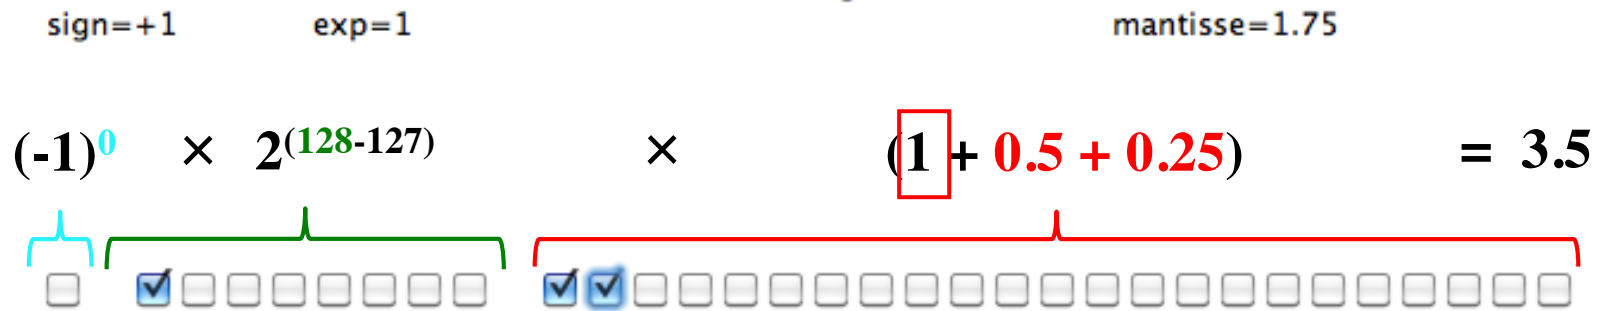 sign=+1 exp=1 mantisse=1.75
(-1)⁰ × 2⁽¹²⁸⁻¹²⁷⁾ × (1 + 0.5 + 0.25) = 3.5